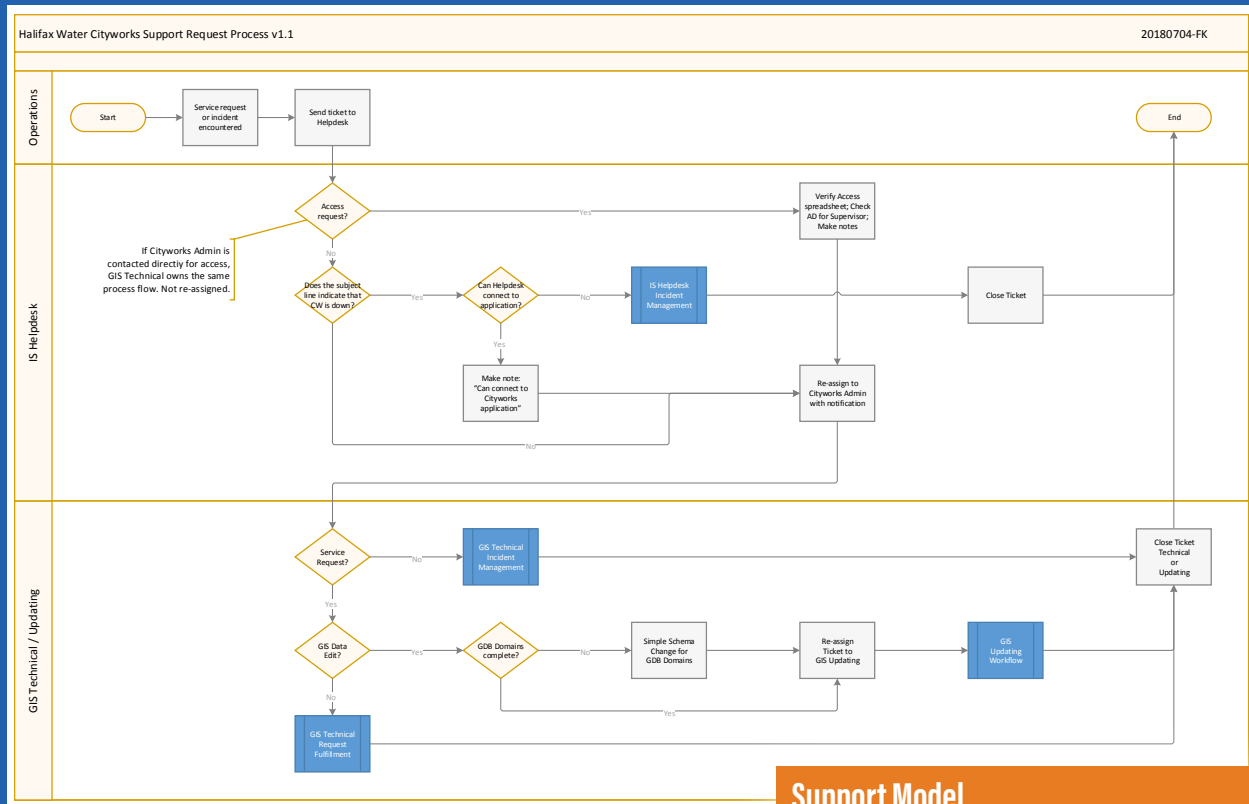 Halifax Water Cityworks Support Request Process v1.1
20180704-FK
Operations
Start
Service request
or incident
encountered
Send ticket to
Helpdesk
End
IS Helpdesk
Access
request?
Yes
Verify Access
spreadsheet; Check
AD for Supervisor;
Make notes
If Cityworks Admin is
contacted directly for access,
GIS Technical owns the same
process flow. Not re-assigned.
No
Does the subject
line indicate that
CW is down?
Yes
Can Helpdesk
connect to
application?
No
IS Helpdesk
Incident
Management
Close Ticket
Yes
Make note:
“Can connect to
Cityworks
application”
Re-assign to
Cityworks Admin
with notification
No
GIS Technical / Updating
Service
Request?
No
GIS Technical
Incident
Management
Close Ticket
Technical
or
Updating
Yes
GIS Data
Edit?
Yes
GDB Domains
complete?
No
Simple Schema
Change for
GDB Domains
Re-assign
Ticket to
GIS Updating
GIS
Updating
Workflow
No
Yes
GIS Technical
Request
Fulfillment
Support Model